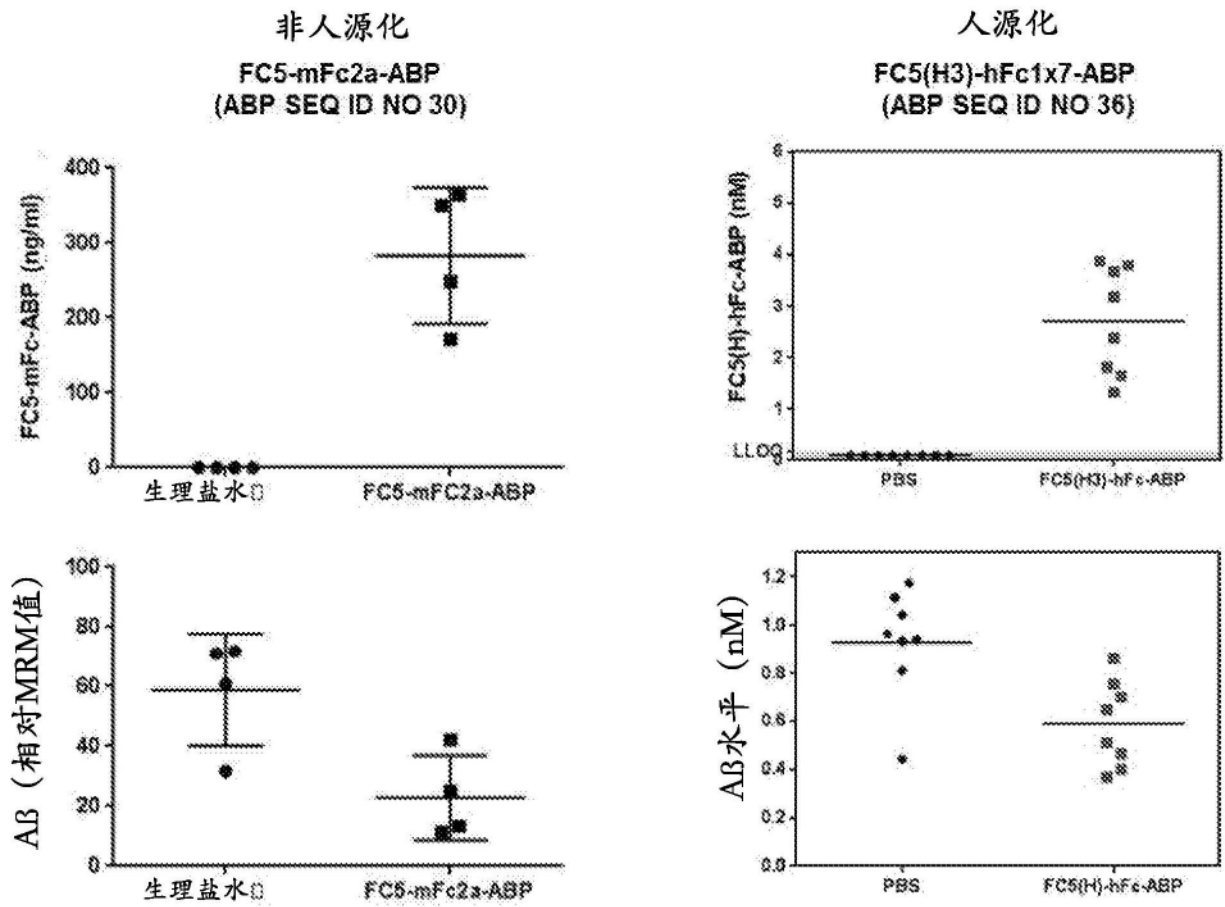 非人源化
FC5-mFc2a-ABP
(ABP SEQ ID NO 30)
FC5-mFc-ABP (ng/ml)
400
300
200
100
0
生理盐水
FC5-mFC2a-ABP
人源化
FC5(H3)-hFc1x7-ABP
(ABP SEQ ID NO 36)
FC5(H)-hFc-ABP (nM)
6
5
4
3
2
1
LLOQ
0
PBS
FC5(H3)-hFc-ABP
Aß（相对MRM值）
100
80
60
40
20
0
生理盐水
FC5-mFc2a-ABP
Aß水平（nM）
1.2
1.0
0.8
0.6
0.4
0.2
0.0
PBS
FC5(H)-hFc-ABP